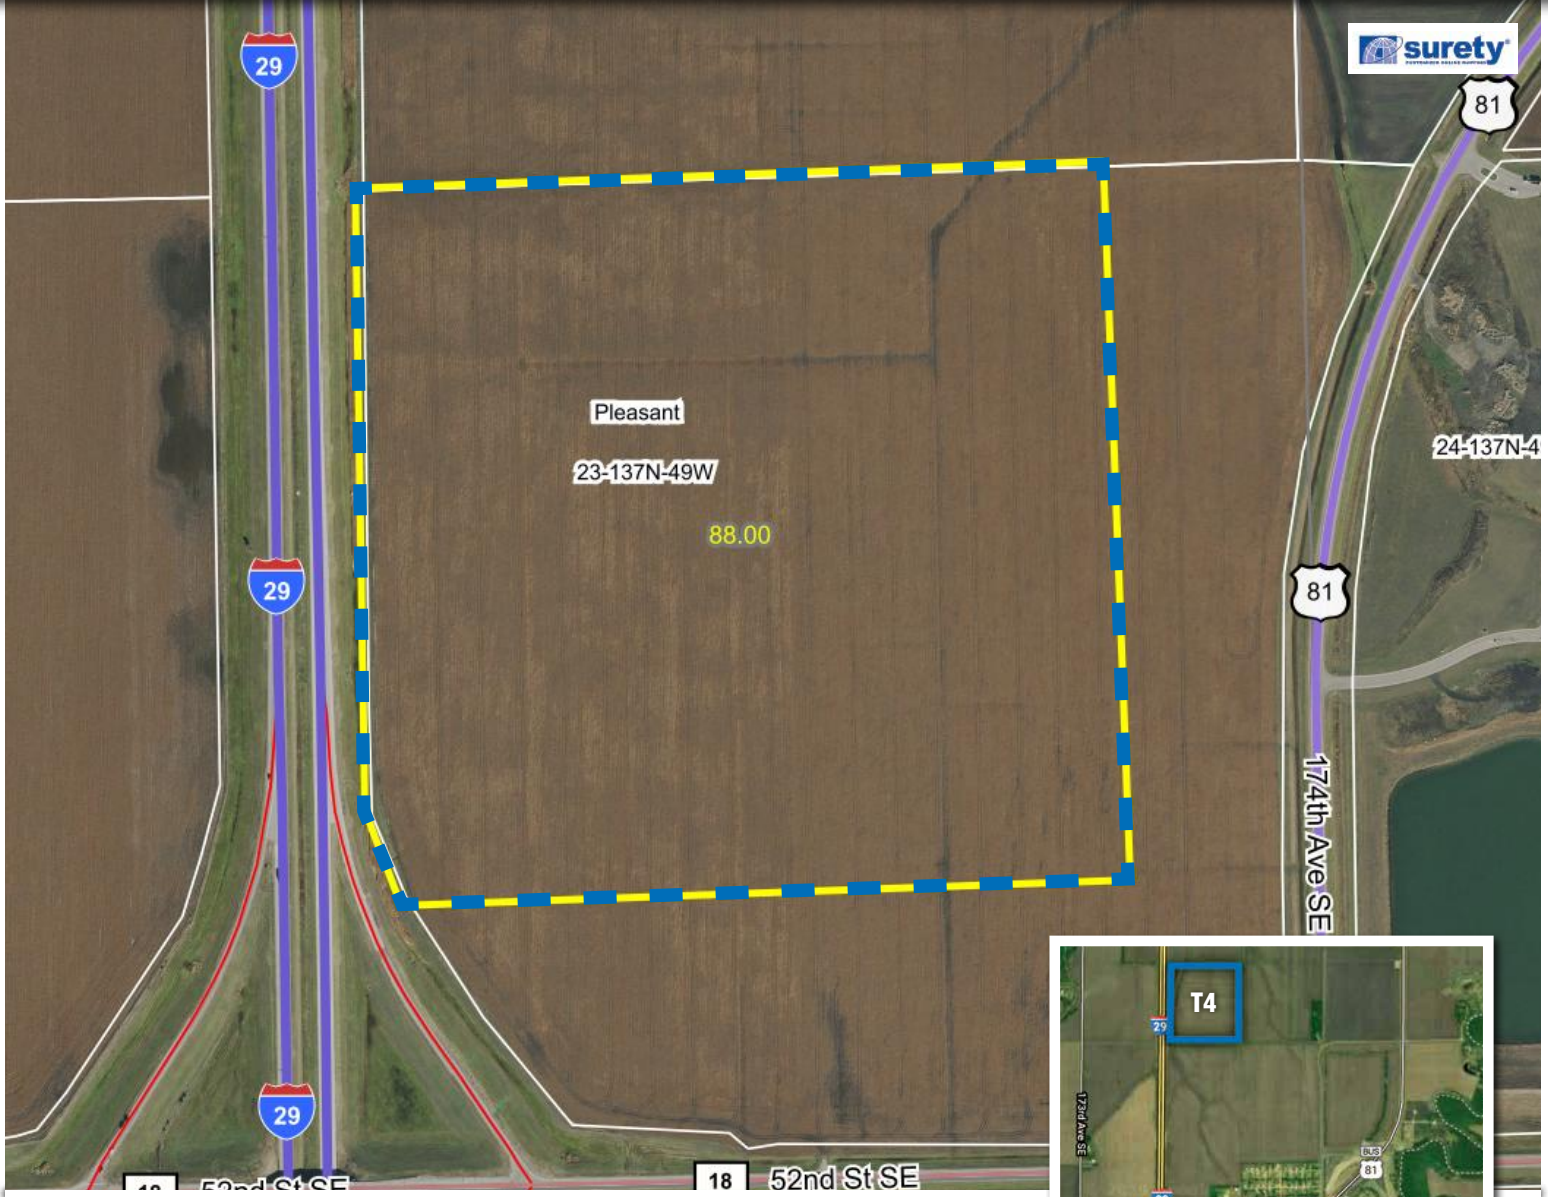 29
surety
81
Pleasant
23-137N-49W
24-137N-4
88.00
29
81
174th Ave SE
T4
29
173rd Ave SE
29
BUS
81
18
52nd St SE
18
52nd St SE